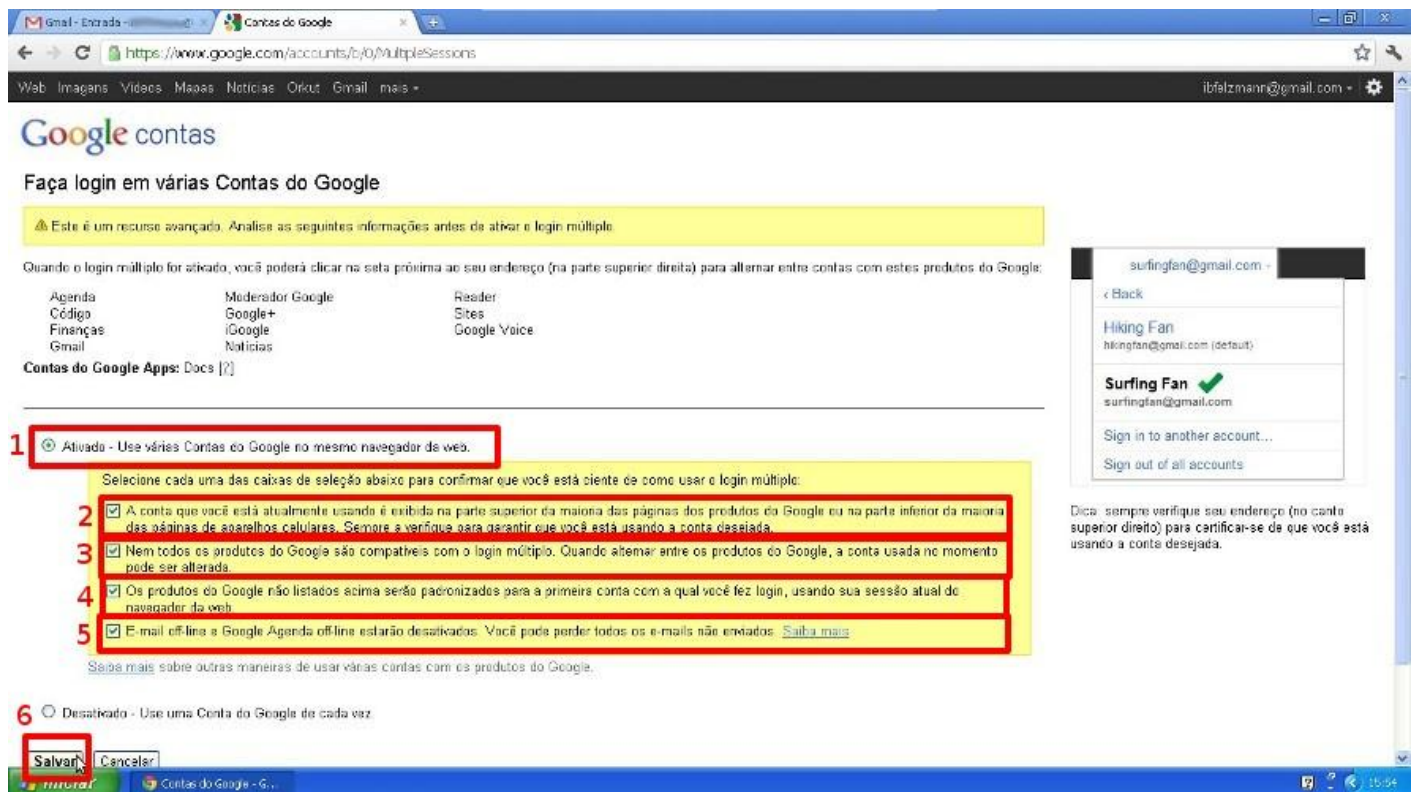 Gmail - Entrada -
Contas do Google
https://www.google.com/accounts/b/0/MultipleSessions
Web Imagens Vídeos Mapas Notícias Orkut Gmail mais
ibfelzmann@gmail.com
Google contas
Faça login em várias Contas do Google
Este é um recurso avançado. Analise as seguintes informações antes de ativar o login múltiplo
Quando o login múltiplo for ativado, você poderá clicar na seta próxima ao seu endereço (na parte superior direita) para alternar entre contas com estes produtos do Google:
Agenda Moderador Google Reader
Código Google+ Sites
Finanças iGoogle Google Voice
Gmail Notícias
Contas do Google Apps: Docs [?]
surfingfan@gmail.com
‹ Back
Hiking Fan
hikingfan@gmail.com (default)
Surfing Fan
surfingfan@gmail.com
Sign in to another account...
Sign out of all accounts
Dica: sempre verifique seu endereço (no canto
superior direito) para certificar-se de que você está
usando a conta desejada.
1 Ativado - Use várias Contas do Google no mesmo navegador da web.
Selecione cada uma das caixas de seleção abaixo para confirmar que você está ciente de como usar o login múltiplo:
2 A conta que você está atualmente usando é exibida na parte superior da maioria das páginas dos produtos do Google ou na parte inferior da maioria
das páginas de aparelhos celulares. Sempre a verifique para garantir que você está usando a conta desejada.
3 Nem todos os produtos do Google são compatíveis com o login múltiplo. Quando alternar entre os produtos do Google, a conta usada no momento
pode ser alterada.
4 Os produtos do Google não listados acima serão padronizados para a primeira conta com a qual você fez login, usando sua sessão atual do
navegador da web.
5 E-mail off-line e Google Agenda off-line estarão desativados. Você pode perder todos os e-mails não enviados. Saiba mais
Saiba mais sobre outras maneiras de usar várias contas com os produtos do Google.
6 Desativado - Use uma Conta do Google de cada vez
Salvar Cancelar
Iniciar Contas do Google - G... 15:54